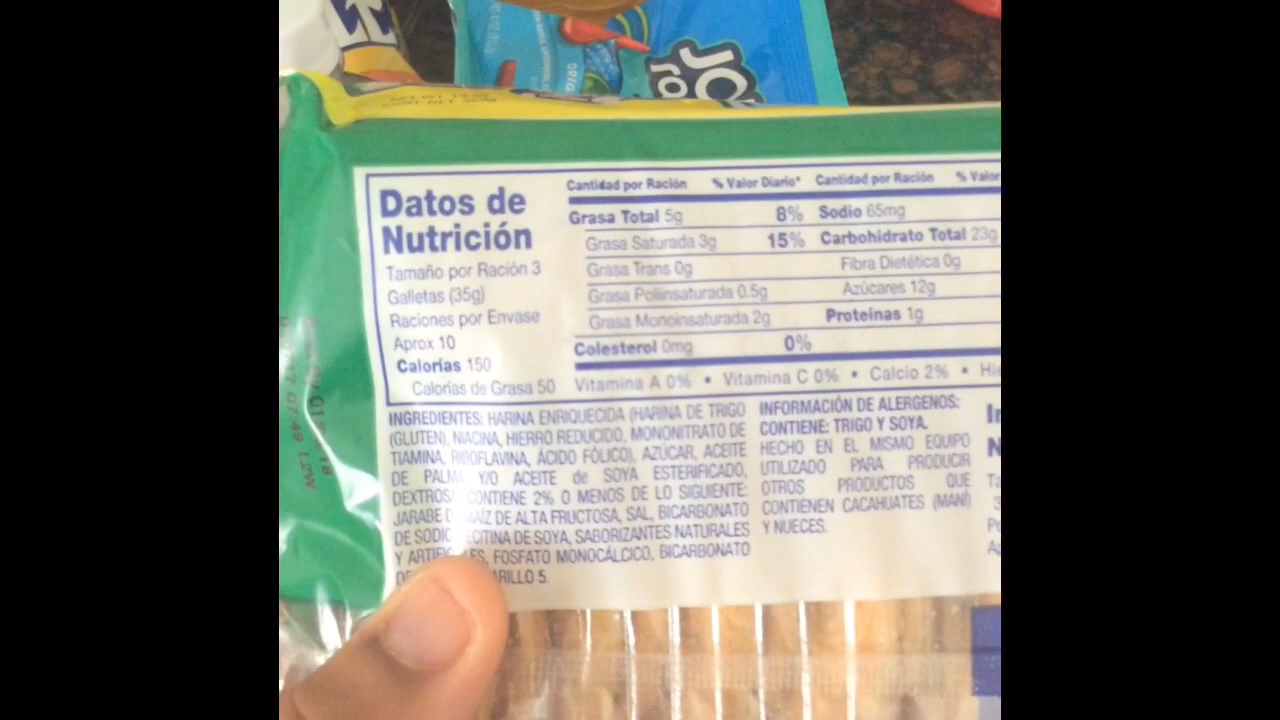 CONT NET
Datos de
Nutrición
Tamaño por Ración 3
Galletas (35g)
Raciones por Envase
Aprox 10
Calorías 150
Calorías de Grasa 50
Cantidad por Ración % Valor Diario* Cantidad por Ración % Valor
Grasa Total 5g 8% Sodio 65mg
Grasa Saturada 3g 15% Carbohidrato Total 23g
Grasa Trans 0g Fibra Dietética 0g
Grasa Poliinsaturada 0.5g Azúcares 12g
Grasa Monoinsaturada 2g Proteinas 1g
Colesterol 0mg 0%
Vitamina A 0% • Vitamina C 0% • Calcio 2% •
INGREDIENTES: HARINA ENRIQUECIDA (HARINA DE TRIGO
(GLUTEN), NIACINA, HIERRO REDUCIDO, MONONITRATO DE
TIAMINA, RIBOFLAVINA, ÁCIDO FÓLICO), AZÚCAR, ACEITE
DE PALMA Y/O ACEITE de SOYA ESTERIFICADO,
DEXTROSA CONTIENE 2% O MENOS DE LO SIGUIENTE:
JARABE DE MAÍZ DE ALTA FRUCTOSA, SAL, BICARBONATO
DE SODIO LECITINA DE SOYA, SABORIZANTES NATURALES
Y ARTIFICIALES, FOSFATO MONOCÁLCICO, BICARBONATO
ARILLO 5.
INFORMACIÓN DE ALERGENOS:
CONTIENE: TRIGO Y SOYA.
HECHO EN EL MISMO EQUIPO
UTILIZADO PARA PRODUCIR
OTROS PRODUCTOS QUE
CONTIENEN CACAHUATES (MANÍ)
Y NUECES.
07:49 L2W